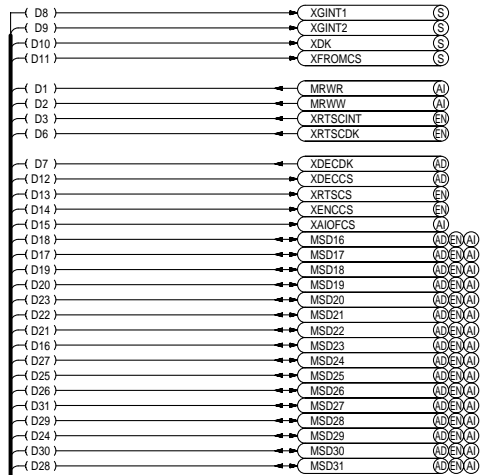 D8 XGINT1 S
D9 XGINT2 S
D10 XDK S
D11 XFROMCS S
D1 MRWR AI
D2 MRWW AI
D3 XRTSCINT EN
D6 XRTSCDK EN
D7 XDECDK AD
D12 XDECCS AD
D13 XRTSCS EN
D14 XENCCS EN
D15 XAIOFCS AI
D18 MSD16 AD EN AI
D17 MSD17 AD EN AI
D19 MSD18 AD EN AI
D20 MSD19 AD EN AI
D23 MSD20 AD EN AI
D22 MSD21 AD EN AI
D21 MSD22 AD EN AI
D16 MSD23 AD EN AI
D27 MSD24 AD EN AI
D25 MSD25 AD EN AI
D26 MSD26 AD EN AI
D31 MSD27 AD EN AI
D29 MSD28 AD EN AI
D24 MSD29 AD EN AI
D30 MSD30 AD EN AI
D28 MSD31 AD EN AI